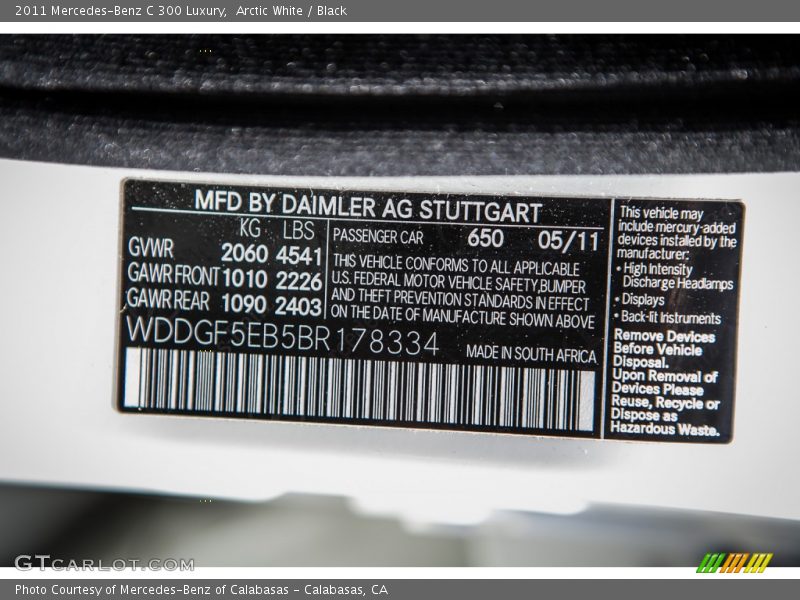 2011 Mercedes-Benz C 300 Luxury,  Arctic White / Black
MFD BY DAIMLER AG STUTTGART
KG LBS
GVWR 2060 4541
GAWR FRONT 1010 2226
GAWR REAR 1090 2403
PASSENGER CAR 650 05/11
THIS VEHICLE CONFORMS TO ALL APPLICABLE
U.S. FEDERAL MOTOR VEHICLE SAFETY,BUMPER
AND THEFT PREVENTION STANDARDS IN EFFECT
ON THE DATE OF MANUFACTURE SHOWN ABOVE
WDDGF5EB5BR178334
MADE IN SOUTH AFRICA
This vehicle may
include mercury-added
devices installed by the
manufacturer:
• High Intensity
Discharge Headlamps
• Displays
• Back-lit Instruments
Remove Devices
Before Vehicle
Disposal.
Upon Removal of
Devices Please
Reuse, Recycle or
Dispose as
Hazardous Waste.
GTCARLOT.COM
Photo Courtesy of Mercedes-Benz of Calabasas - Calabasas, CA